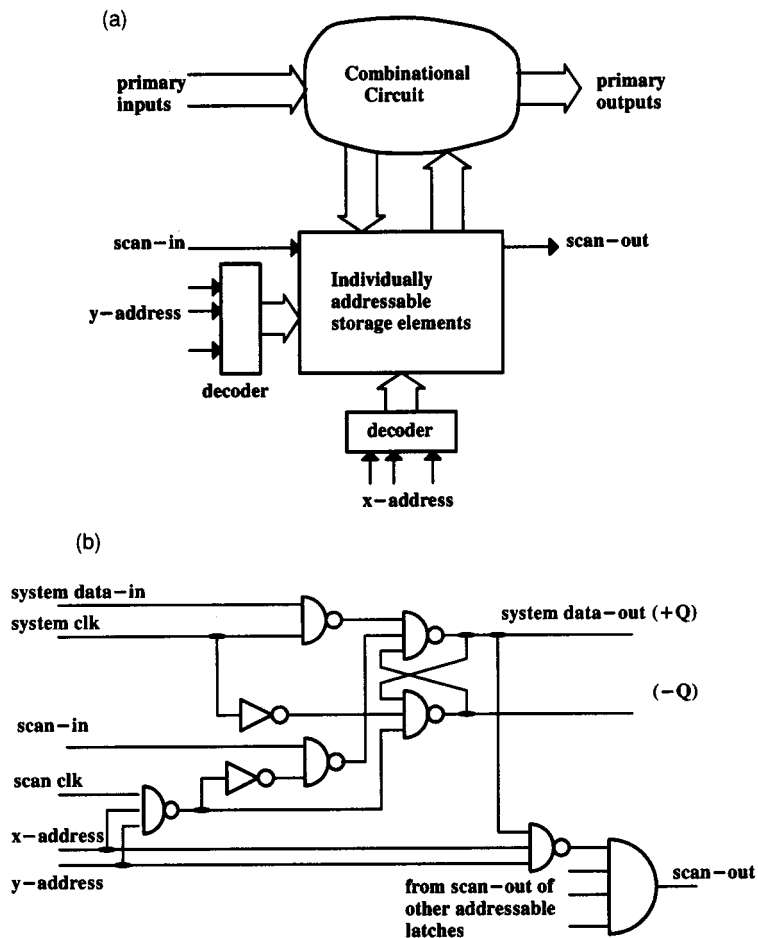 (a)
Combinational
Circuit
primary
inputs
primary
outputs
scan-in
scan-out
Individually
addressable
storage elements
y-address
decoder
decoder
x-address
(b)
system data-in
system data-out (+Q)
system clk
(-Q)
scan-in
scan clk
x-address
y-address
scan-out
from scan-out of
other addressable
latches